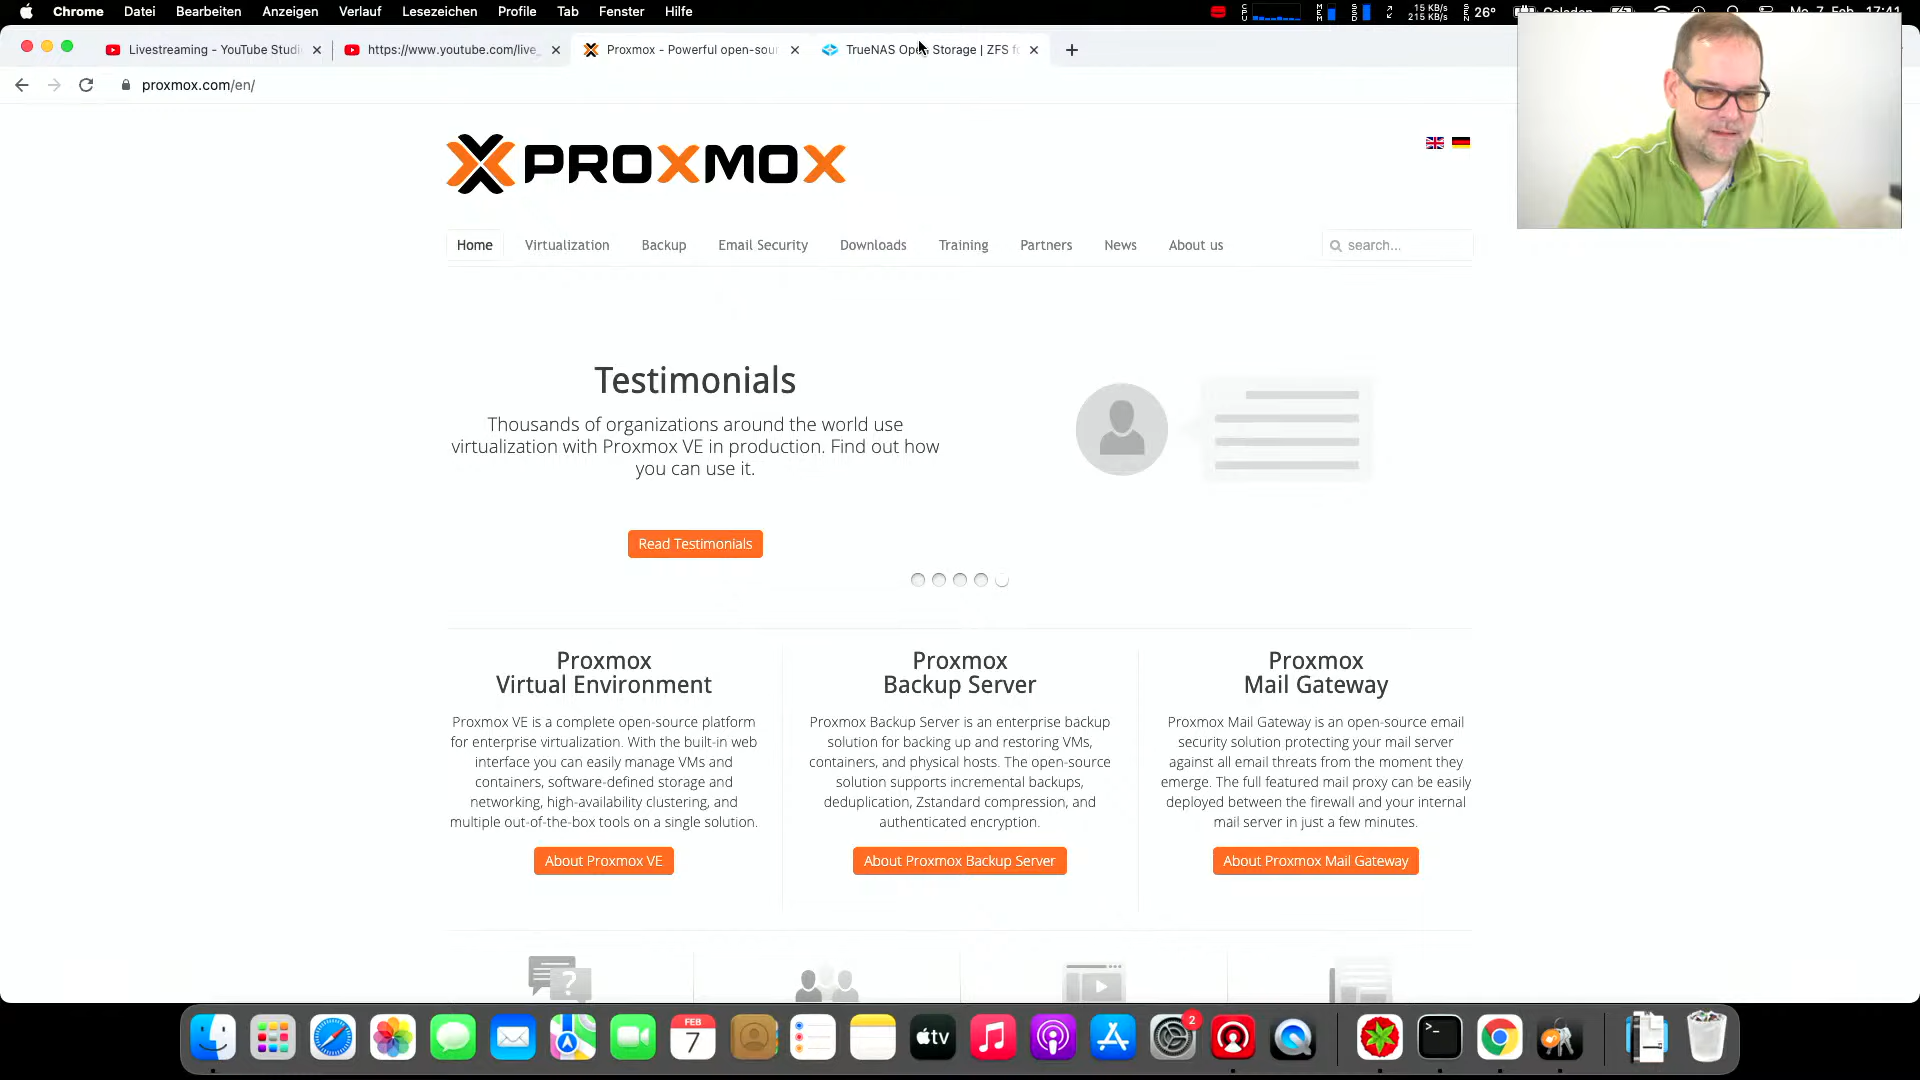 Chrome Datei Bearbeiten Anzeigen Verlauf Lesezeichen Profile Tab Fenster Hilfe 15 KB/s 215 KB/s 26°
Livestreaming - YouTube Studi
https://www.youtube.com/live_
Proxmox - Powerful open-sour
TrueNAS Open Storage | ZFS fo
proxmox.com/en/
PROXMOX
Home Virtualization Backup Email Security Downloads Training Partners News About us search...
Testimonials
Thousands of organizations around the world use
virtualization with Proxmox VE in production. Find out how
you can use it.
Read Testimonials
Proxmox
Virtual Environment
Proxmox VE is a complete open-source platform
for enterprise virtualization. With the built-in web
interface you can easily manage VMs and
containers, software-defined storage and
networking, high-availability clustering, and
multiple out-of-the-box tools on a single solution.
About Proxmox VE
Proxmox
Backup Server
Proxmox Backup Server is an enterprise backup
solution for backing up and restoring VMs,
containers, and physical hosts. The open-source
solution supports incremental backups,
deduplication, Zstandard compression, and
authenticated encryption.
About Proxmox Backup Server
Proxmox
Mail Gateway
Proxmox Mail Gateway is an open-source email
security solution protecting your mail server
against all email threats from the moment they
emerge. The full featured mail proxy can be easily
deployed between the firewall and your internal
mail server in just a few minutes.
About Proxmox Mail Gateway
FEB
7
tv
2